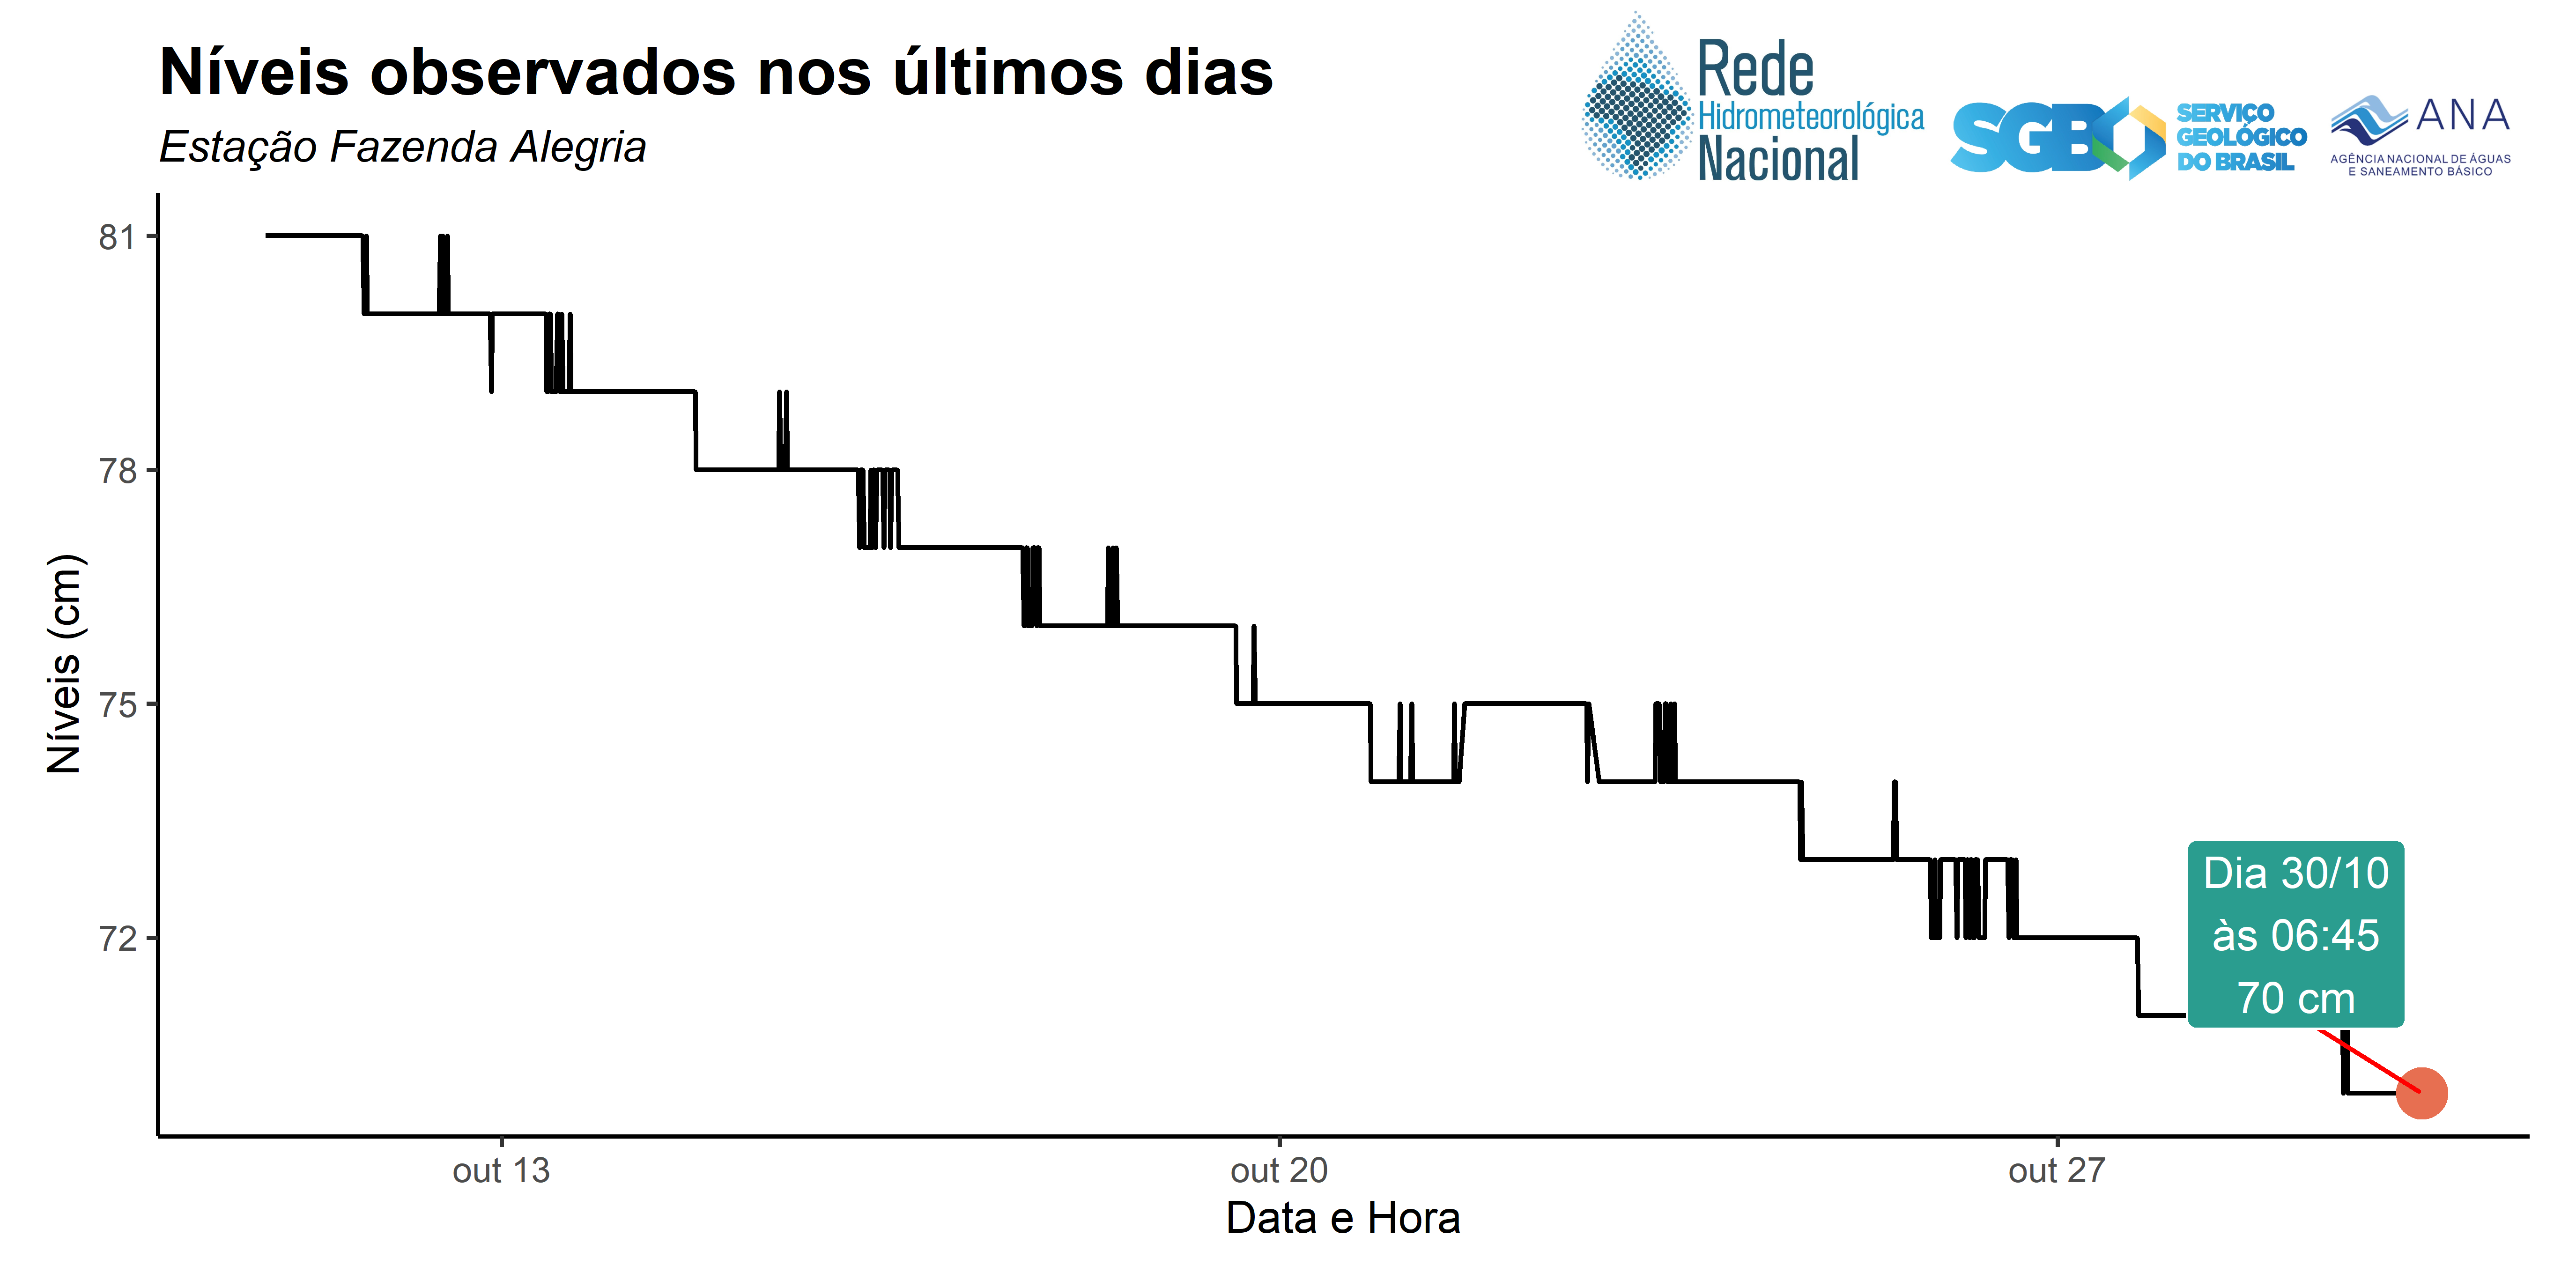 Níveis observados nos últimos dias
Estação Fazenda Alegria
Rede
Hidrometeorológica
Nacional
SGB
SERVIÇO
GEOLÓGICO
DO BRASIL
ANA
AGÊNCIA NACIONAL DE ÁGUAS
E SANEAMENTO BÁSICO
Níveis (cm)
81
78
75
72
Dia 30/10
às 06:45
70 cm
out 13
out 20
out 27
Data e Hora